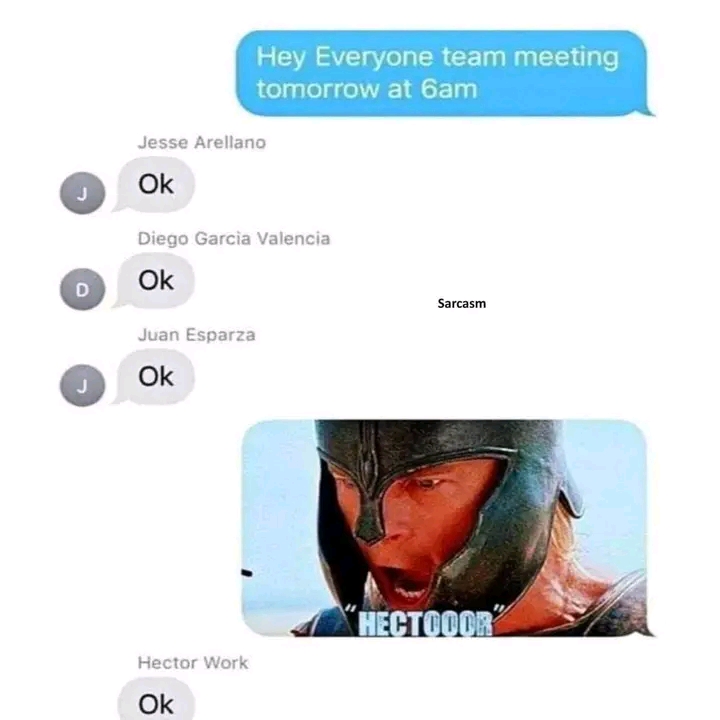 Hey Everyone team meeting
tomorrow at 6am
Jesse Arellano
J
Ok
Diego Garcia Valencia
D
Ok
Sarcasm
Juan Esparza
J
Ok
"HECTOOOR"
Hector Work
Ok